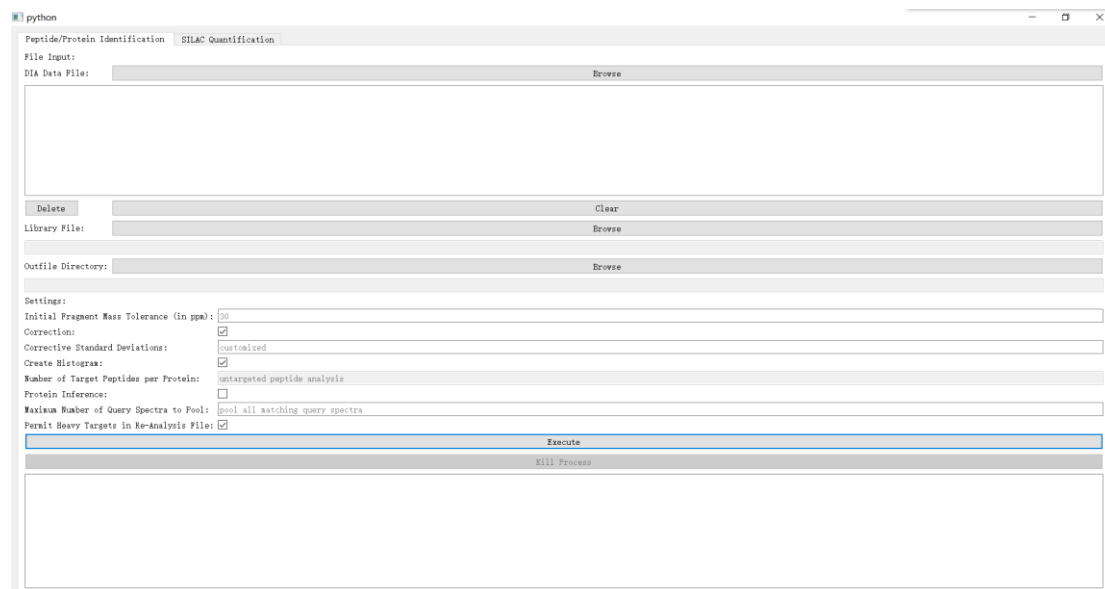 python
Peptide/Protein Identification SILAC Quantification
File Input:
DIA Data File: Browse
Delete Clear
Library File: Browse
Outfile Directory: Browse
Settings:
Initial Fragment Mass Tolerance (in ppm): 30
Correction:
Corrective Standard Deviations: customized
Create Histogram:
Number of Target Peptides per Protein: untargeted peptide analysis
Protein Inference:
Maximum Number of Query Spectra to Pool: pool all matching query spectra
Permit Heavy Targets in Re-Analysis File:
Execute
Kill Process